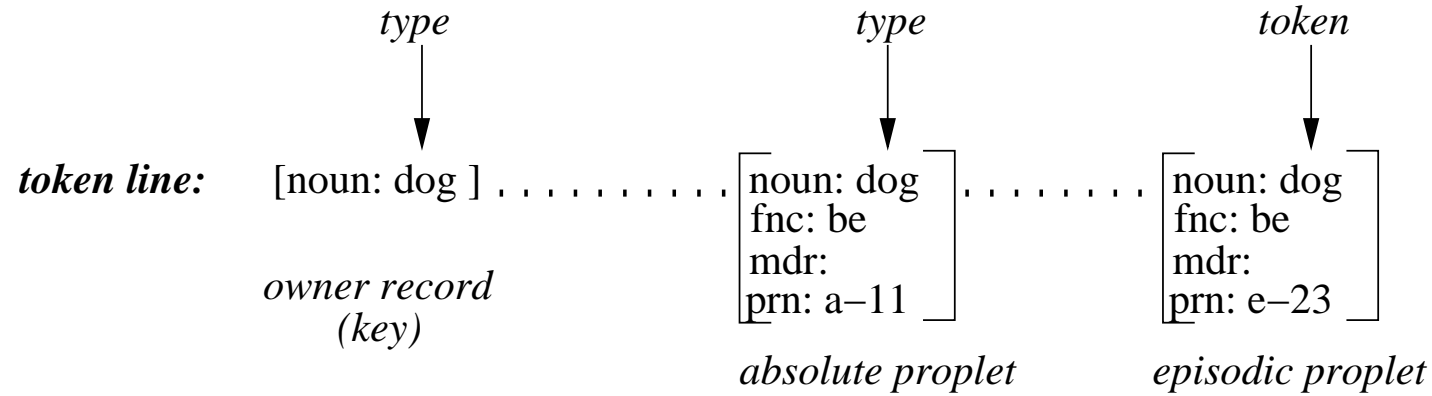 type type token
token line: [noun: dog ] . . . . . . . . . . noun: dog . . . . . . . . noun: dog
fnc: be fnc: be
mdr: mdr:
owner record prn: a–11 prn: e–23
(key)
absolute proplet episodic proplet